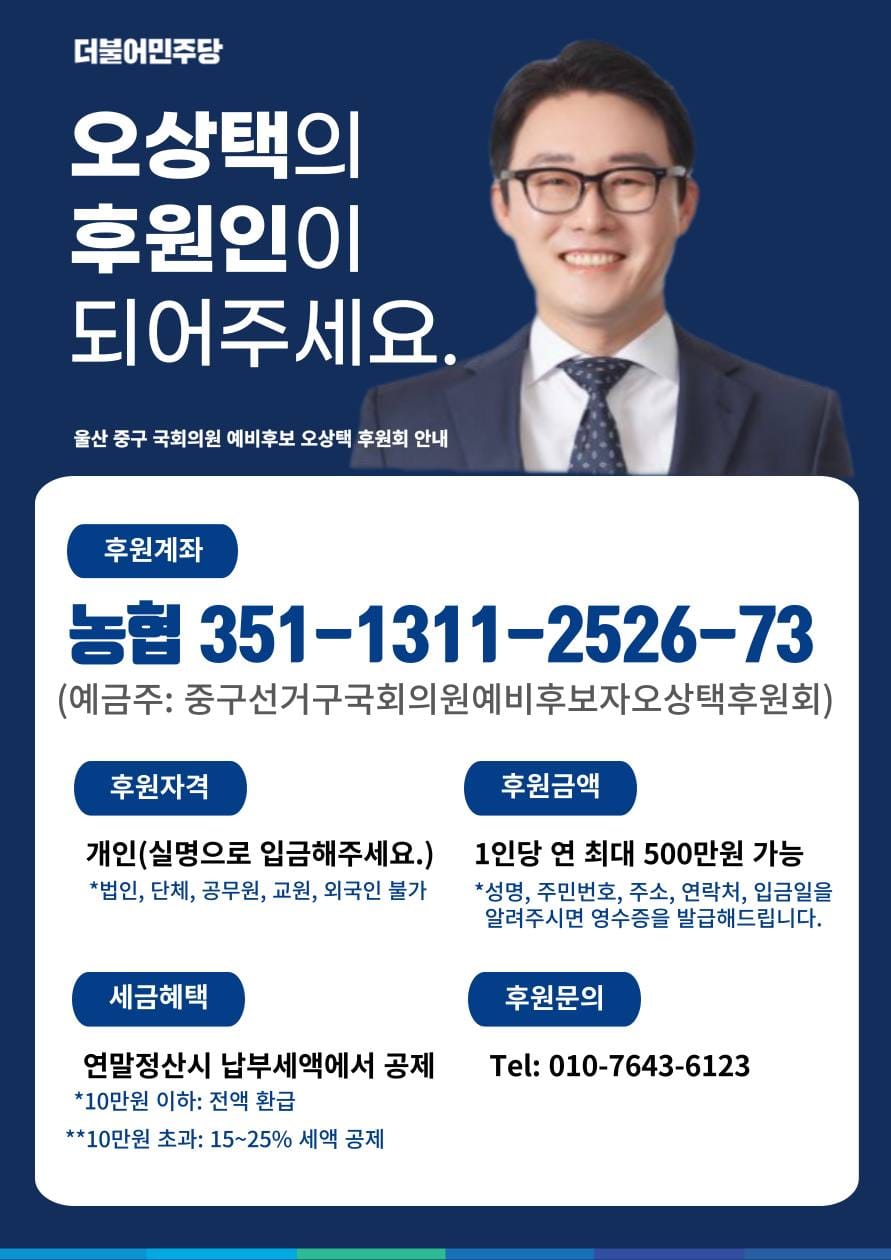 더불어민주당
오상택의
후원인이
되어주세요.
울산 중구 국회의원 예비후보 오상택 후원회 안내
후원계좌
농협 351-1311-2526-73
(예금주: 중구선거구국회의원예비후보자오상택후원회)
후원자격
개인(실명으로 입금해주세요.)
*법인, 단체, 공무원, 교원, 외국인 불가
후원금액
1인당 연 최대 500만원 가능
*성명, 주민번호, 주소, 연락처, 입금일을
알려주시면 영수증을 발급해드립니다.
세금혜택
연말정산시 납부세액에서 공제
*10만원 이하: 전액 환급
**10만원 초과: 15~25% 세액 공제
후원문의
Tel: 010-7643-6123